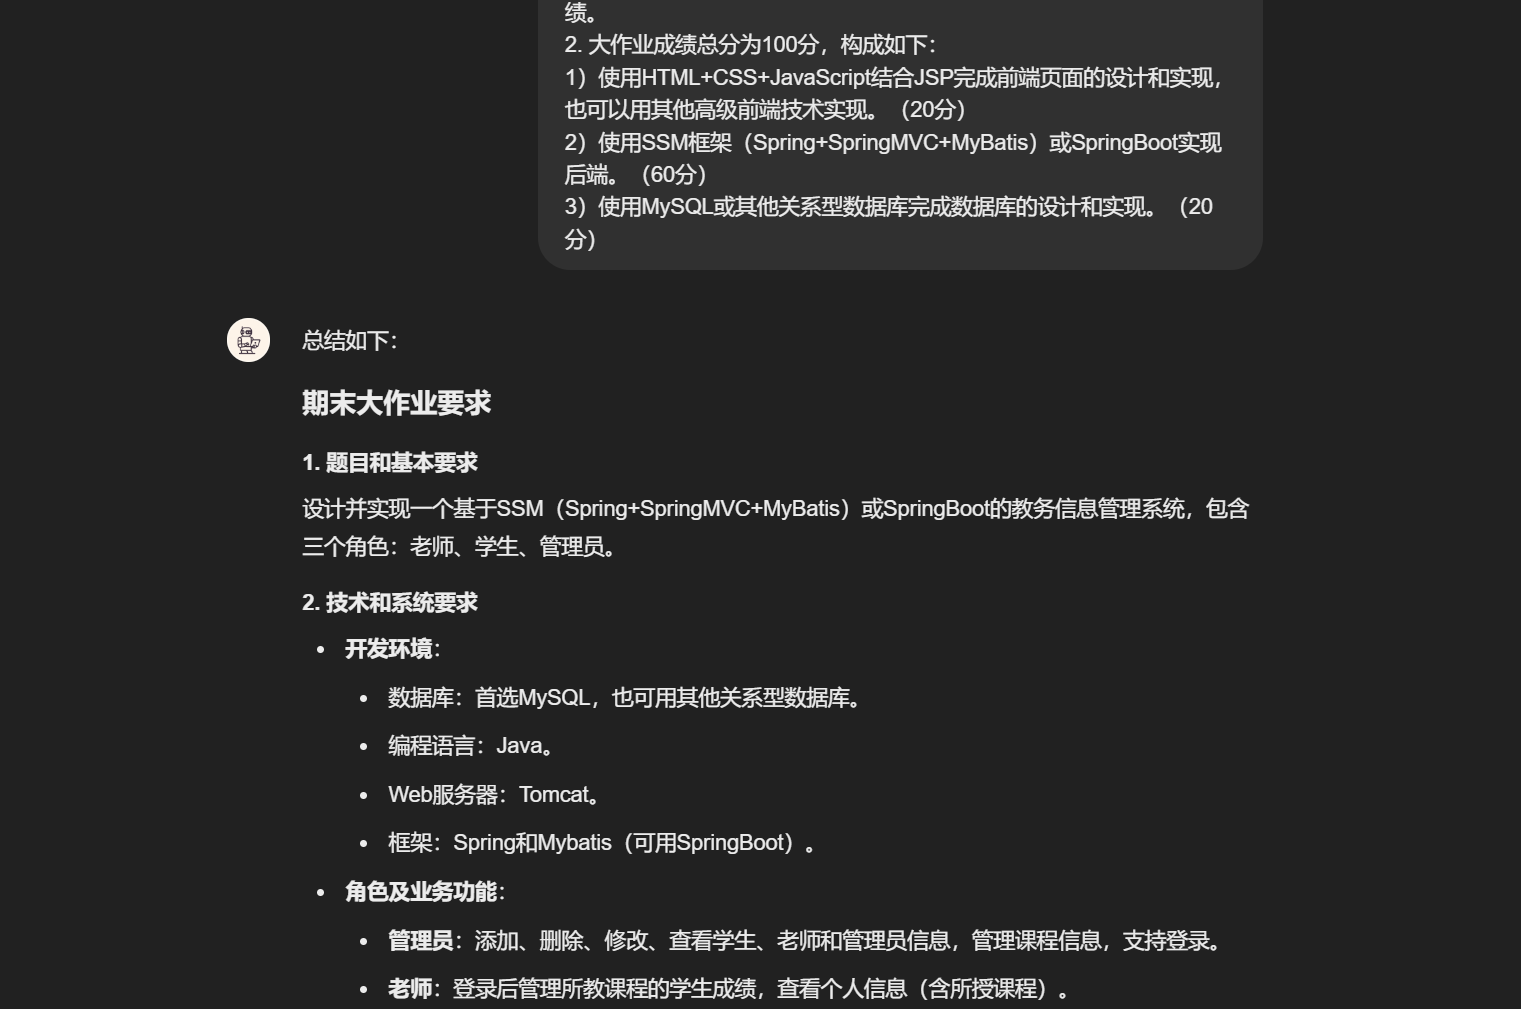 绩。
2. 大作业成绩总分为100分，构成如下：
1）使用HTML+CSS+JavaScript结合JSP完成前端页面的设计和实现，
也可以用其他高级前端技术实现。（20分）
2）使用SSM框架（Spring+SpringMVC+MyBatis）或SpringBoot实现
后端。（60分）
3）使用MySQL或其他关系型数据库完成数据库的设计和实现。（20
分）
总结如下：
期末大作业要求
1. 题目和基本要求
设计并实现一个基于SSM（Spring+SpringMVC+MyBatis）或SpringBoot的教务信息管理系统，包含
三个角色：老师、学生、管理员。
2. 技术和系统要求
• 开发环境：
• 数据库：首选MySQL，也可用其他关系型数据库。
• 编程语言：Java。
• Web服务器：Tomcat。
• 框架：Spring和Mybatis（可用SpringBoot）。
• 角色及业务功能：
• 管理员：添加、删除、修改、查看学生、老师和管理员信息，管理课程信息，支持登录。
• 老师：登录后管理所教课程的学生成绩，查看个人信息（含所授课程）。